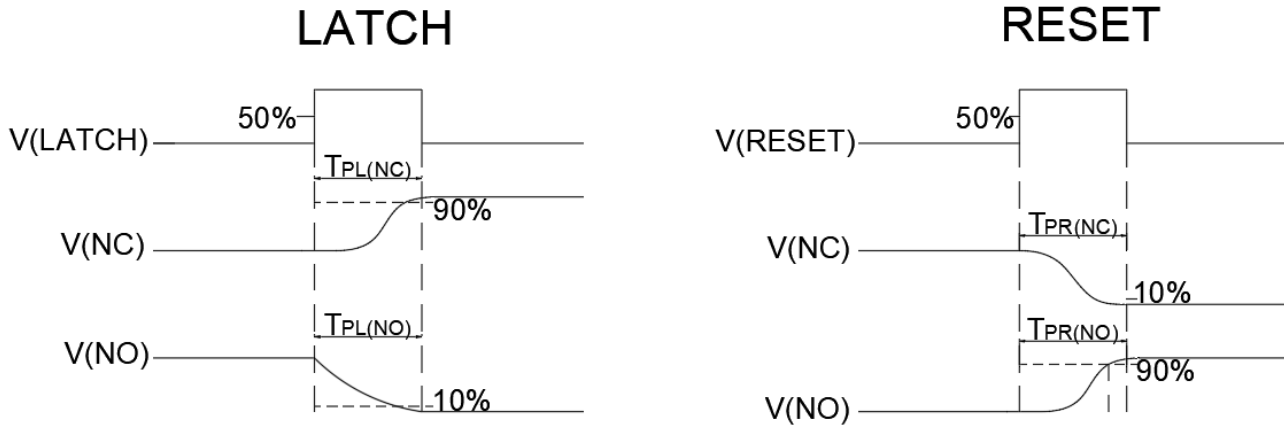 LATCH
50%
V(LATCH)
TPL(NC)
90%
V(NC)
TPL(NO)
V(NO)
10%
RESET
50%
V(RESET)
TPR(NC)
V(NC)
10%
TPR(NO)
90%
V(NO)